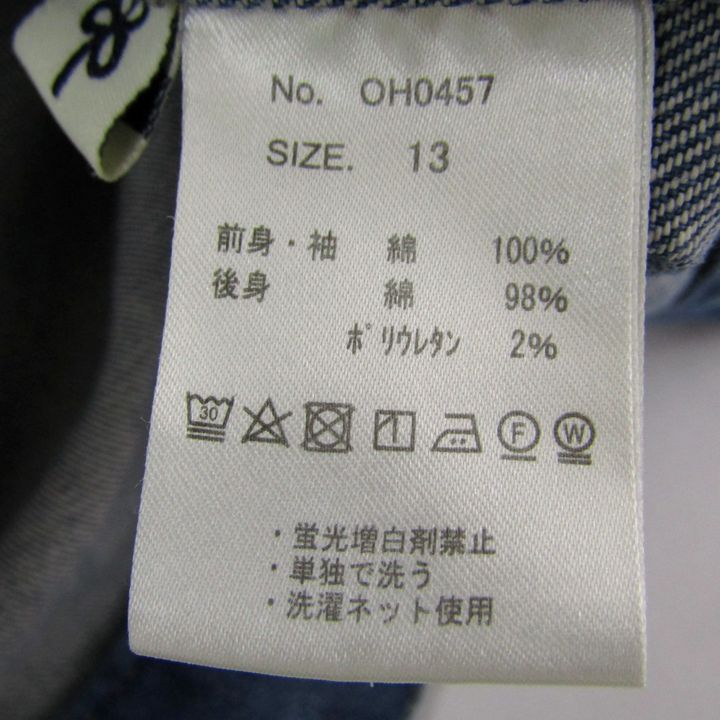 No. OH0457
SIZE. 13
前身・袖 綿 100%
後身 綿 98%
ﾎﾟﾘｳﾚﾀﾝ 2%
30 1 F W
・蛍光増白剤禁止
・単独で洗う
・洗濯ネット使用